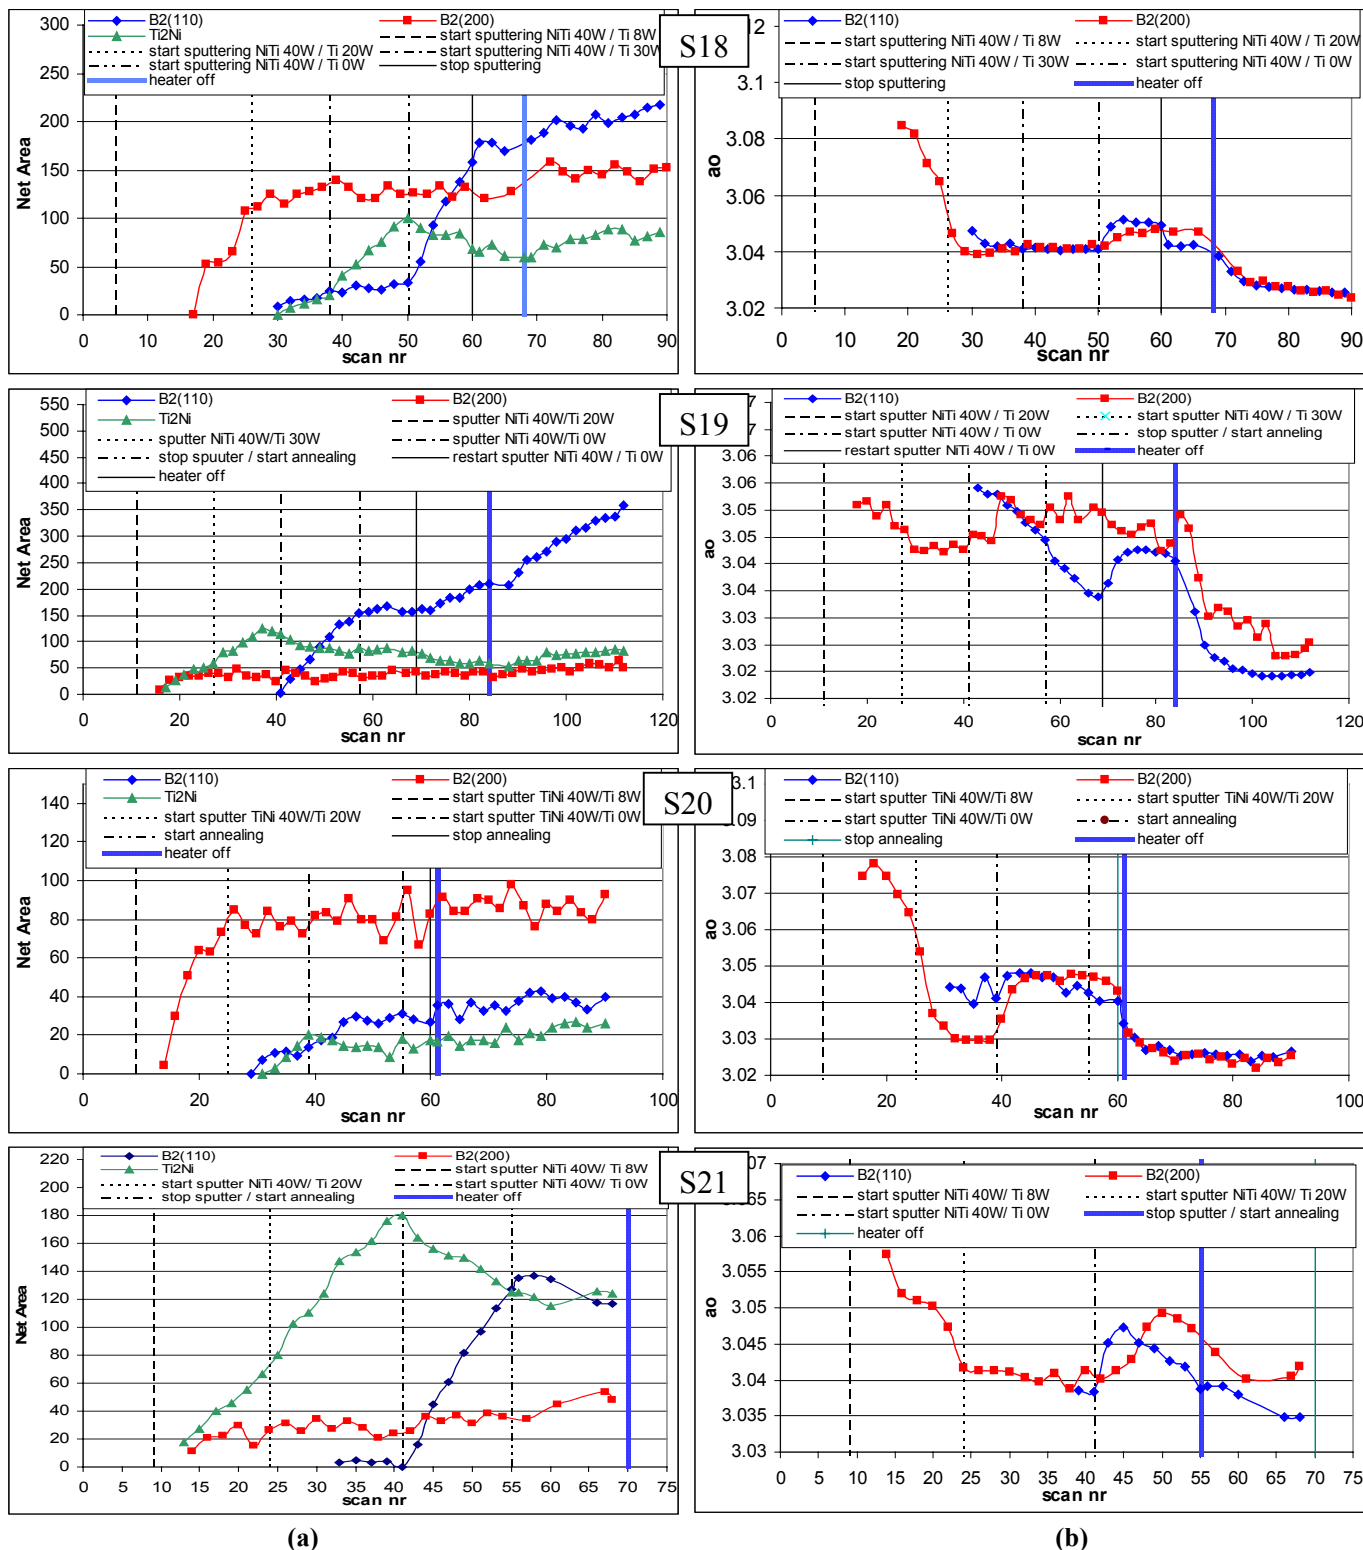 B2(110) B2(200)
Ti2Ni start sputtering NiTi 40W / Ti 8W
start sputtering NiTi 40W / Ti 20W start sputtering NiTi 40W / Ti 30W
start sputtering NiTi 40W / Ti 0W stop sputtering
heater off
300
250
200
150
100
50
0
Net Area
0 10 20 30 40 50 60 70 80 90
scan nr
S18
B2(110) B2(200)
start sputtering NiTi 40W / Ti 8W start sputtering NiTi 40W / Ti 20W
start sputtering NiTi 40W / Ti 30W start sputtering NiTi 40W / Ti 0W
stop sputtering heater off
12
3.1
3.08
3.06
3.04
3.02
ao
0 10 20 30 40 50 60 70 80 90
scan nr
B2(110) B2(200)
Ti2Ni sputter NiTi 40W/Ti 20W
sputter NiTi 40W/Ti 30W sputter NiTi 40W/Ti 0W
stop spuuter / start annealing restart sputter NiTi 40W / Ti 0W
heater off
550
500
450
400
350
300
250
200
150
100
50
0
Net Area
0 20 40 60 80 100 120
scan nr
S19
B2(110) B2(200)
start sputter NiTi 40W / Ti 20W start sputter NiTi 40W / Ti 30W
start sputter NiTi 40W / Ti 0W stop sputter / start anneling
restart sputter NiTi 40W / Ti 0W heater off
7
3.06
3.05
3.04
3.03
3.02
3.02
ao
0 20 40 60 80 100 120
scan nr
B2(110) B2(200)
Ti2Ni start sputter TiNi 40W/Ti 8W
start sputter TiNi 40W/Ti 20W start sputter TiNi 40W/Ti 0W
start annealing stop annealing
heater off
140
120
100
80
60
40
20
0
Net Area
0 20 40 60 80 100
scan nr
S20
B2(110) B2(200)
start sputter TiNi 40W/Ti 8W start sputter TiNi 40W/Ti 20W
start sputter TiNi 40W/Ti 0W start annealing
stop annealing heater off
3.1
.09
3.08
3.07
3.06
3.05
3.04
3.03
3.02
ao
0 20 40 60 80 100
scan nr
B2(110) B2(200)
Ti2Ni start sputter NiTi 40W/ Ti 8W
start sputter NiTi 40W/ Ti 20W start sputter NiTi 40W/ Ti 0W
stop sputter / start annealing heater off
220
200
180
160
140
120
100
80
60
40
20
0
Net Area
0 5 10 15 20 25 30 35 40 45 50 55 60 65 70 75
scan nr
S21
B2(110) B2(200)
start sputter NiTi 40W/ Ti 8W start sputter NiTi 40W/ Ti 20W
start sputter NiTi 40W/ Ti 0W stop sputter / start annealing
heater off
07
3.065
3.06
3.055
3.05
3.045
3.04
3.035
3.03
ao
0 5 10 15 20 25 30 35 40 45 50 55 60 65 70 75
scan nr
(a) (b)